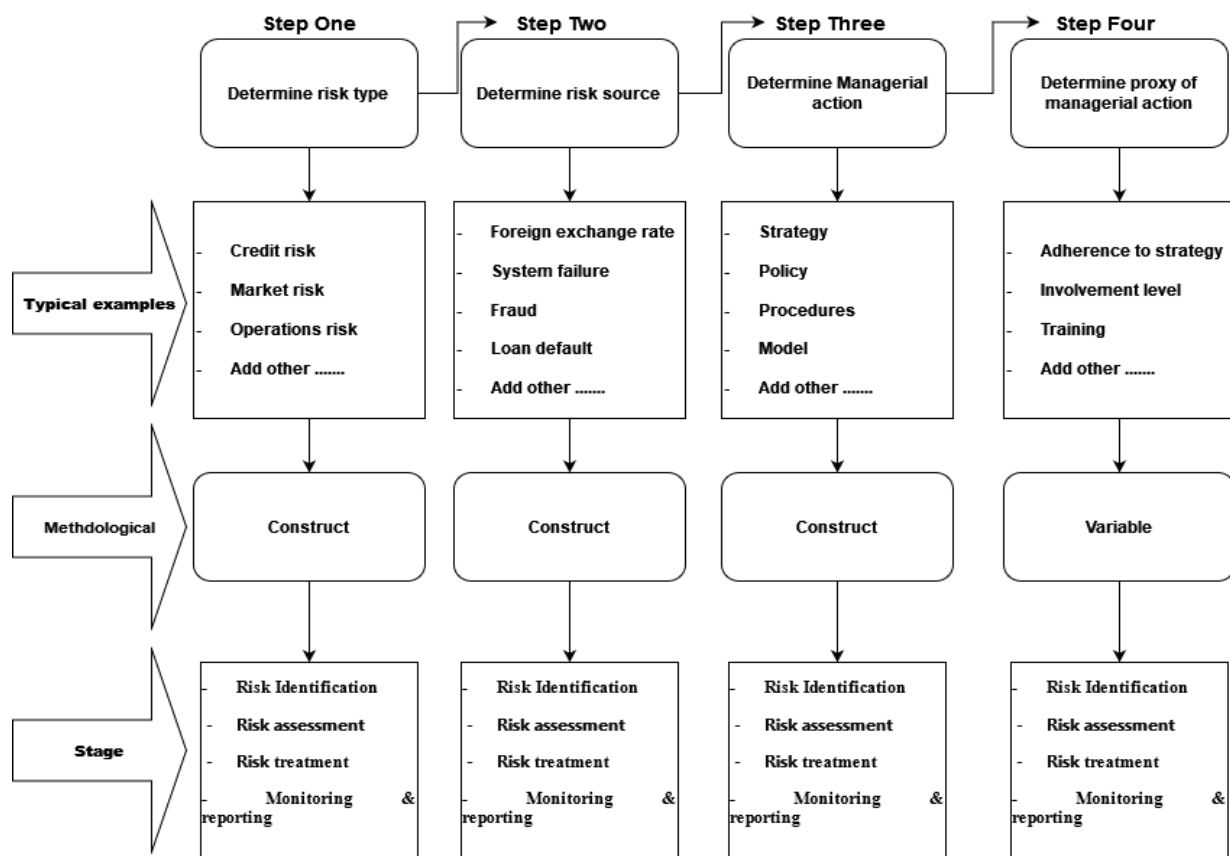 Step One
Step Two
Step Three
Step Four
Determine risk type
Determine risk source
Determine Managerial
action
Determine proxy of
managerial action
Typical examples
- Credit risk
- Market risk
- Operations risk
- Add other .......
- Foreign exchange rate
- System failure
- Fraud
- Loan default
- Add other .......
- Strategy
- Policy
- Procedures
- Model
- Add other .......
- Adherence to strategy
- Involvement level
- Training
- Add other .......
Methdological
Construct
Construct
Construct
Variable
Stage
- Risk Identification
- Risk assessment
- Risk treatment
- Monitoring &
reporting
- Risk Identification
- Risk assessment
- Risk treatment
- Monitoring &
reporting
- Risk Identification
- Risk assessment
- Risk treatment
- Monitoring &
reporting
- Risk Identification
- Risk assessment
- Risk treatment
- Monitoring &
reporting